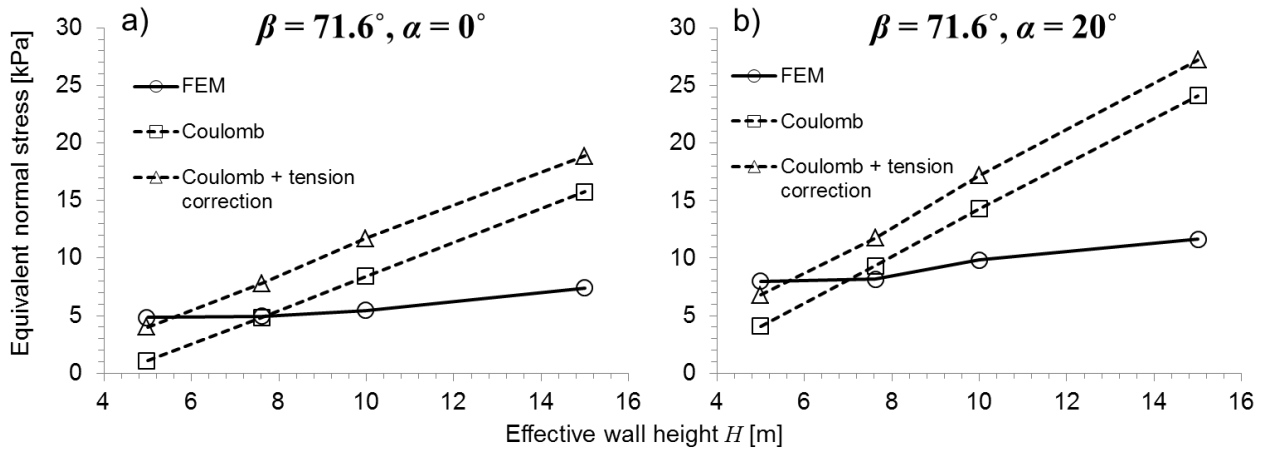 a)
β = 71.6°, α = 0°
Equivalent normal stress [kPa]
30
25
20
15
10
5
0
FEM
Coulomb
Coulomb + tension
correction
4
6
8
10
12
14
16
b)
β = 71.6°, α = 20°
30
25
20
15
10
5
0
FEM
Coulomb
Coulomb + tension
correction
4
6
8
10
12
14
16
Effective wall height H [m]